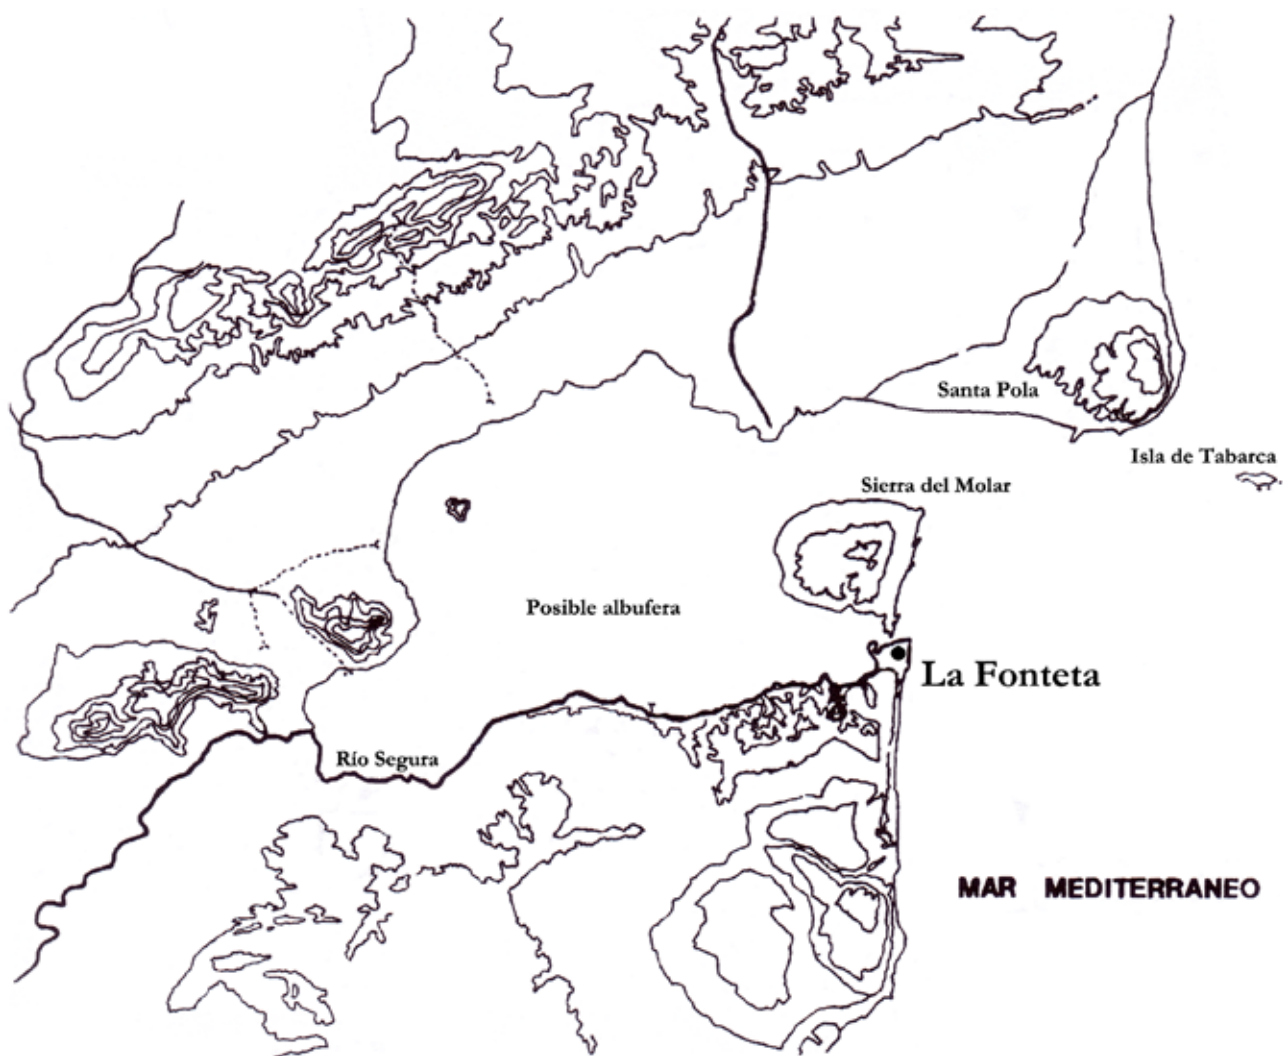 Santa Pola
Isla de Tabarca
Sierra del Molar
Posible albufera
La Fonteta
Río Segura
MAR MEDITERRANEO